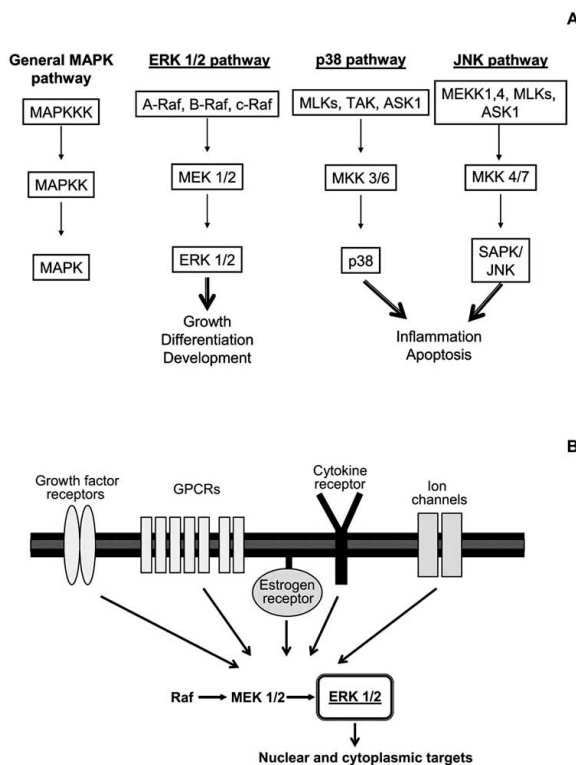 A
General MAPK
pathway
MAPKKK
MAPKK
MAPK
ERK 1/2 pathway
A-Raf, B-Raf, c-Raf
MEK 1/2
ERK 1/2
Growth
Differentiation
Development
p38 pathway
MLKs, TAK, ASK1
MKK 3/6
p38
JNK pathway
MEKK1,4, MLKs,
ASK1
MKK 4/7
SAPK/
JNK
Inflammation
Apoptosis
B
Growth factor
receptors
GPCRs
Cytokine
receptor
Ion
channels
Estrogen
receptor
Raf
MEK 1/2
ERK 1/2
Nuclear and cytoplasmic targets